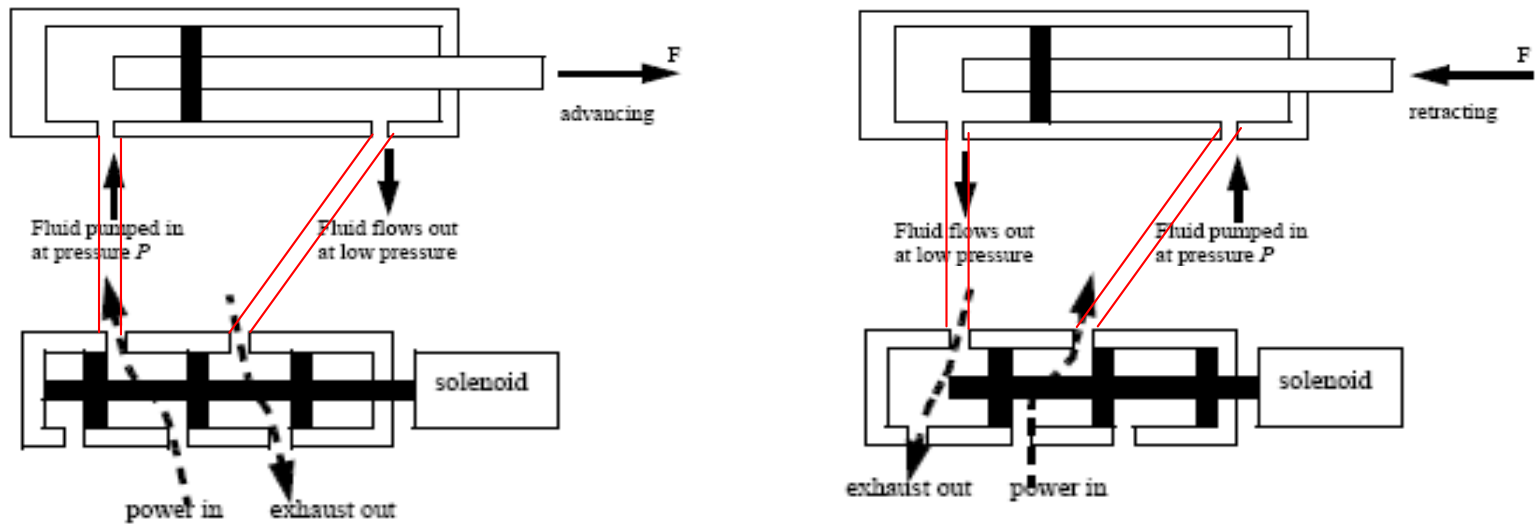 F
advancing
Fluid pumped in
at pressure P
Fluid flows out
at low pressure
solenoid
power in
exhaust out
F
retracting
Fluid flows out
at low pressure
Fluid pumped in
at pressure P
solenoid
exhaust out
power in